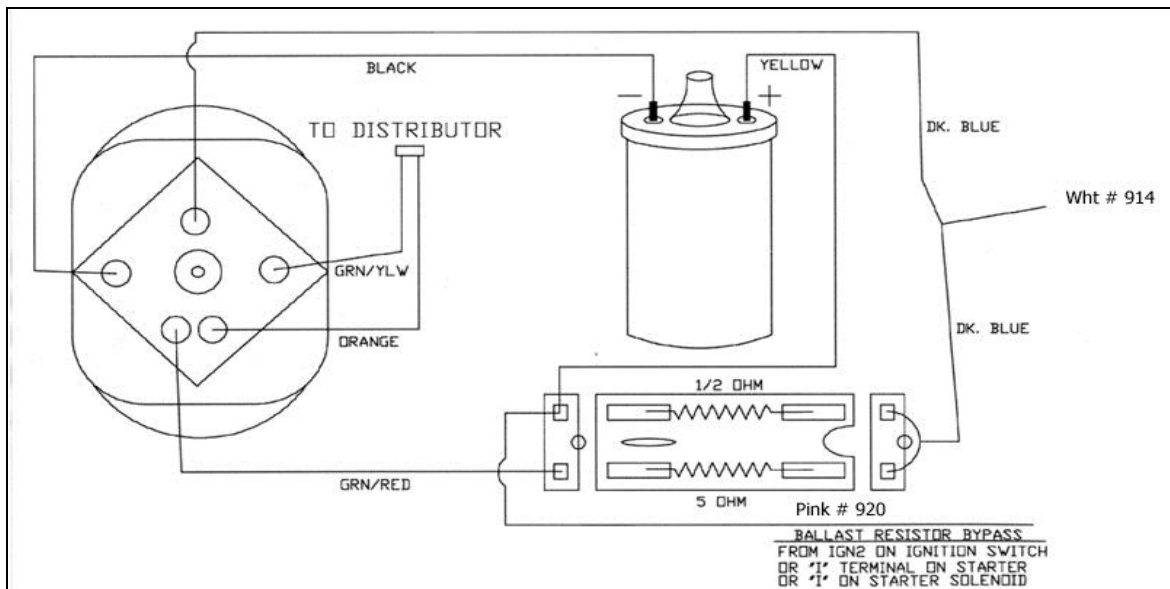 BLACK
YELLOW
− +
TO DISTRIBUTOR
DK. BLUE
Wht # 914
GRN/YLW
DK. BLUE
ORANGE
1/2 OHM
GRN/RED
5 OHM
Pink # 920
BALLAST RESISTOR BYPASS
FROM IGN2 ON IGNITION SWITCH
OR "I" TERMINAL ON STARTER
OR "I" ON STARTER SOLENOID